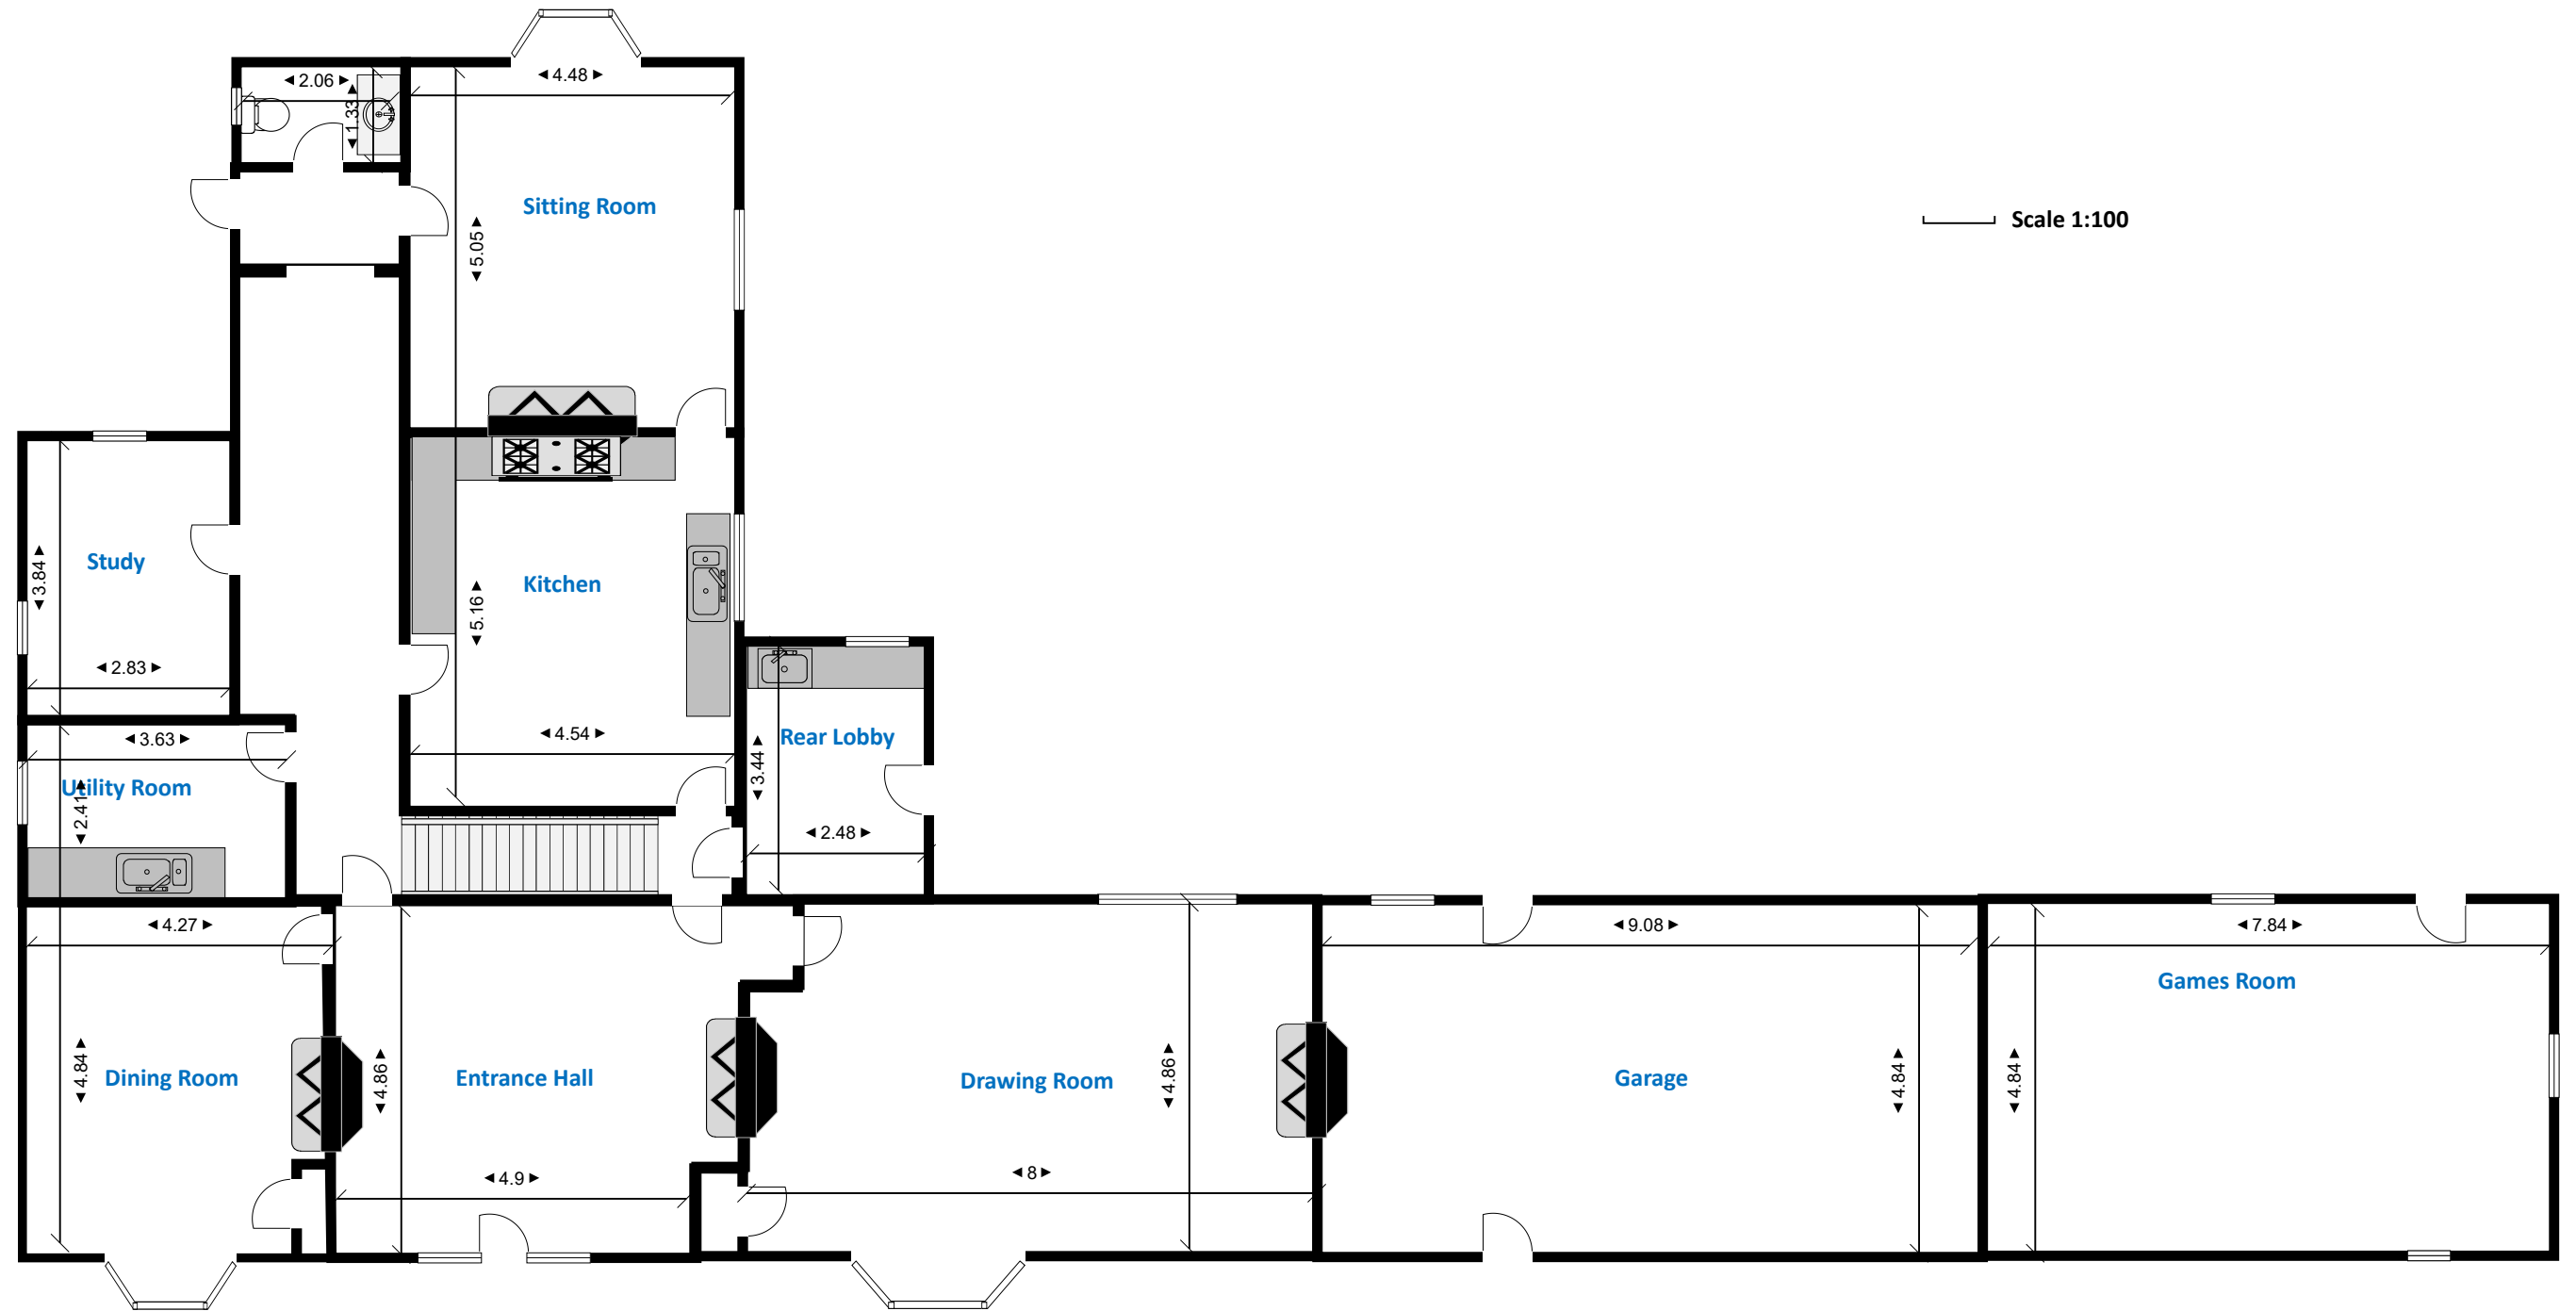 ◄ 2.06 ►
◄ 1.33 ►
◄ 4.48 ►
Sitting Room
◄ 5.05 ►
Scale 1:100
Study
◄ 3.84 ►
◄ 2.83 ►
Kitchen
◄ 5.16 ►
◄ 4.54 ►
◄ 3.63 ►
Utility Room
◄ 2.41 ►
Rear Lobby
◄ 3.44 ►
◄ 2.48 ►
◄ 4.27 ►
◄ 4.84 ►
Dining Room
◄ 4.86 ►
Entrance Hall
◄ 4.9 ►
Drawing Room
◄ 4.86 ►
◄ 8 ►
◄ 9.08 ►
Garage
◄ 4.84 ►
◄ 7.84 ►
Games Room
◄ 4.84 ►